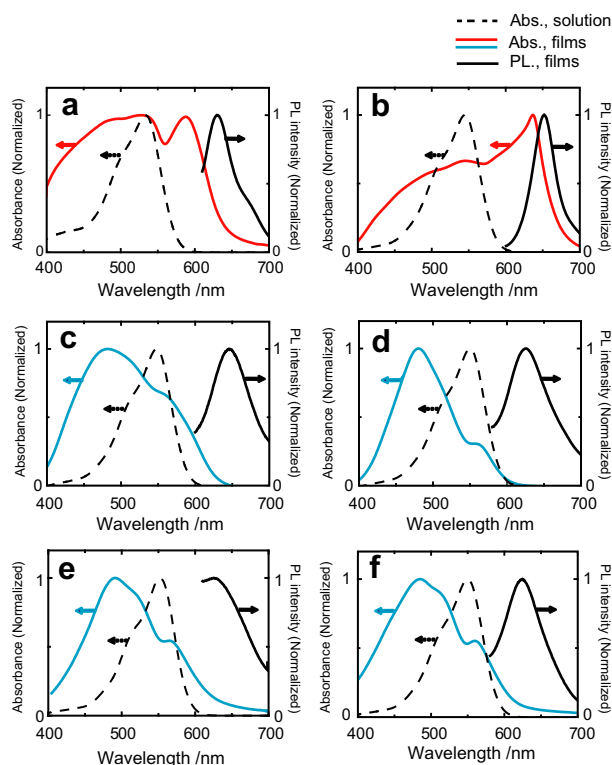 Abs., solution
Abs., films
PL., films
a
Absorbance (Normalized)
PL intensity (Normalized)
1
0
1
0
400 500 600 700
Wavelength /nm
b
Absorbance (Normalized)
PL intensity (Normalized)
1
0
1
0
400 500 600 700
Wavelength /nm
c
Absorbance (Normalized)
PL intensity (Normalized)
1
0
1
0
400 500 600 700
Wavelength /nm
d
Absorbance (Normalized)
PL intensity (Normalized)
1
0
1
0
400 500 600 700
Wavelength /nm
e
Absorbance (Normalized)
PL intensity (Normalized)
1
0
1
0
400 500 600 700
Wavelength /nm
f
Absorbance (Normalized)
PL intensity (Normalized)
1
0
1
0
400 500 600 700
Wavelength /nm